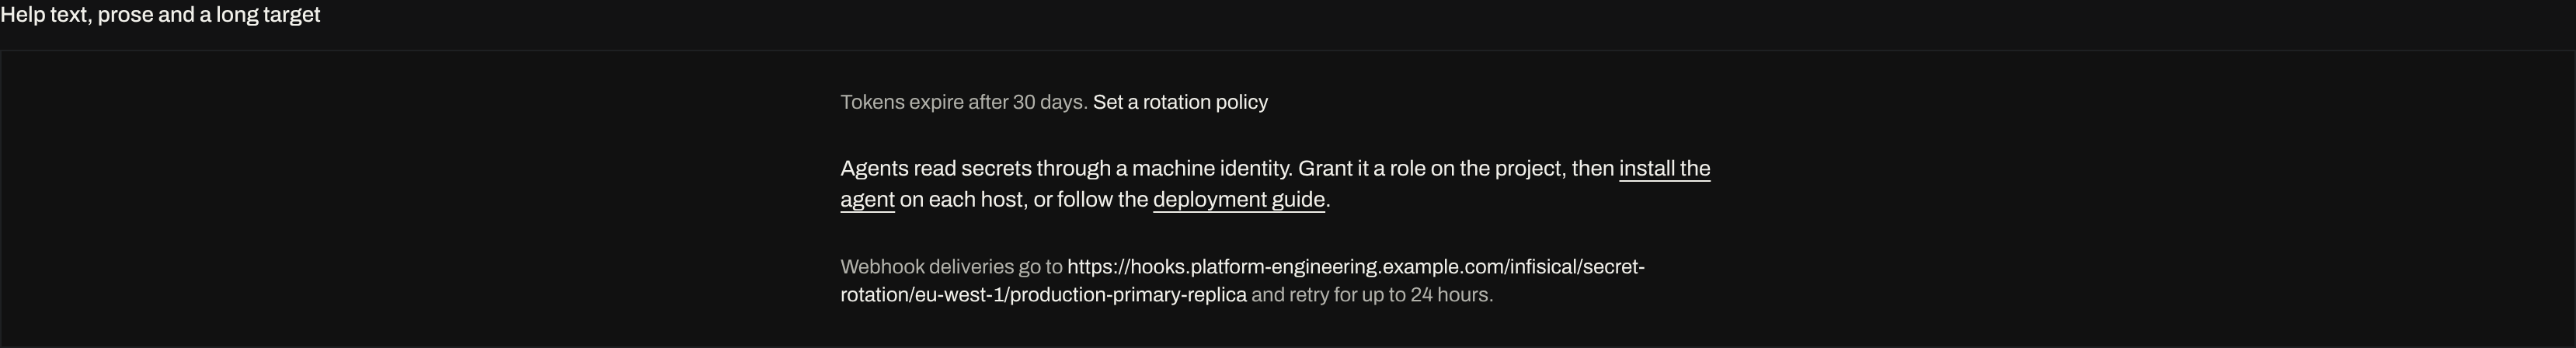 Help text, prose and a long target
Tokens expire after 30 days. Set a rotation policy
Agents read secrets through a machine identity. Grant it a role on the project, then install the
agent on each host, or follow the deployment guide.
Webhook deliveries go to https://hooks.platform-engineering.example.com/infisical/secret-
rotation/eu-west-1/production-primary-replica and retry for up to 24 hours.